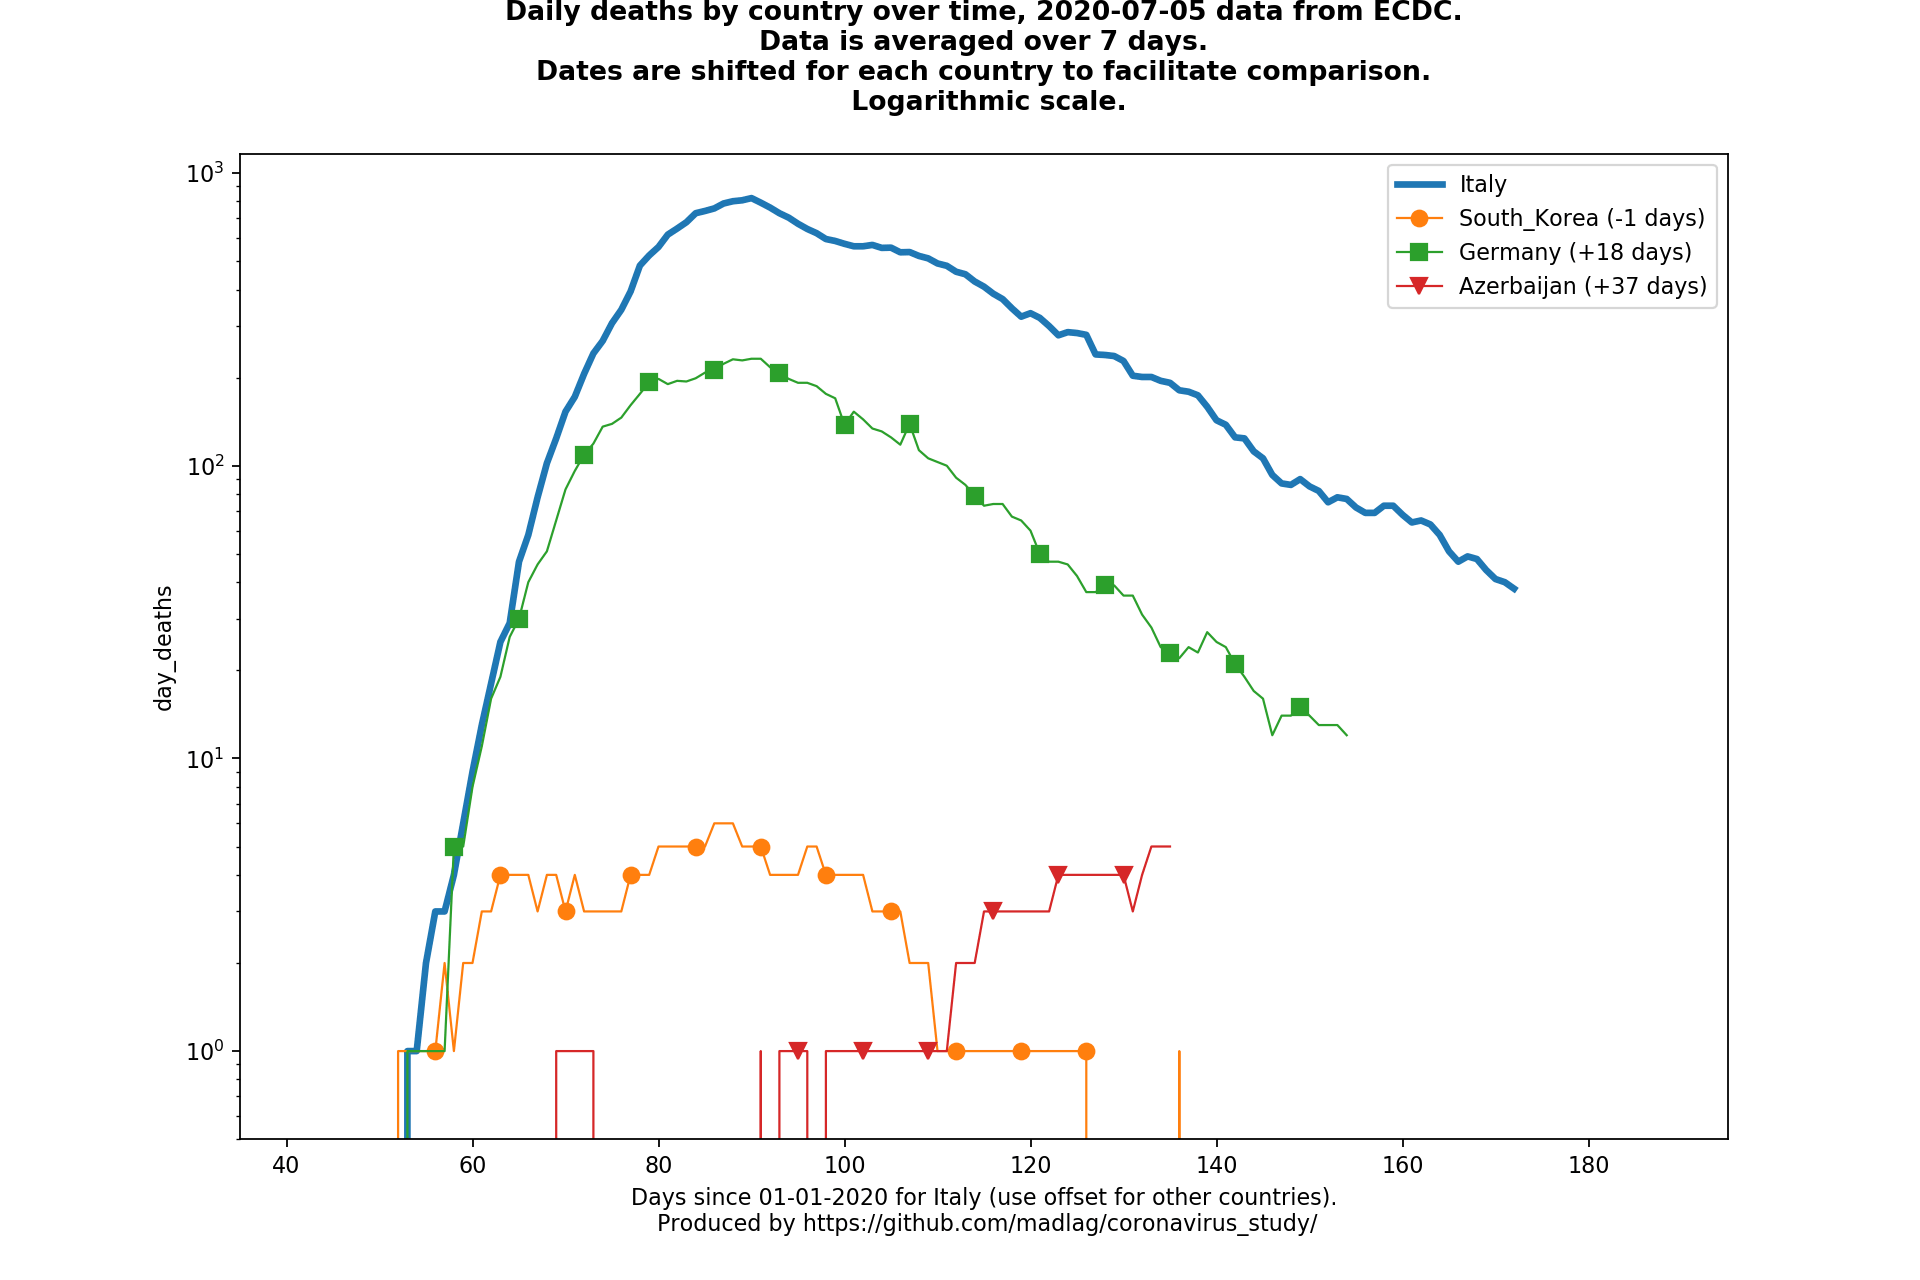 Daily deaths by country over time, 2020-07-05 data from ECDC.
Data is averaged over 7 days.
Dates are shifted for each country to facilitate comparison.
Logarithmic scale.
10³
Italy
South_Korea (-1 days)
Germany (+18 days)
Azerbaijan (+37 days)
10²
day_deaths
10¹
10⁰
40 60 80 100 120 140 160 180
Days since 01-01-2020 for Italy (use offset for other countries).
Produced by https://github.com/madlag/coronavirus_study/